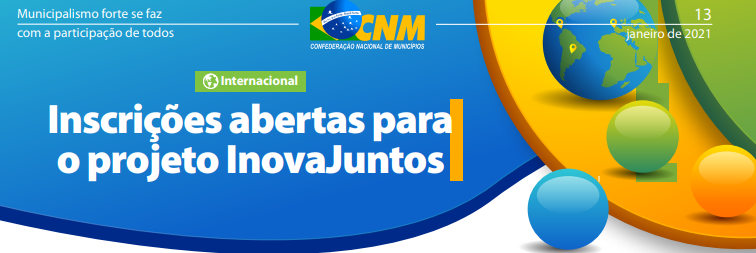 Municipalismo forte se faz
com a participação de todos
CNM
CONFEDERAÇÃO NACIONAL DE MUNICÍPIOS
13
janeiro de 2021
Internacional
Inscrições abertas para
o projeto InovaJuntos